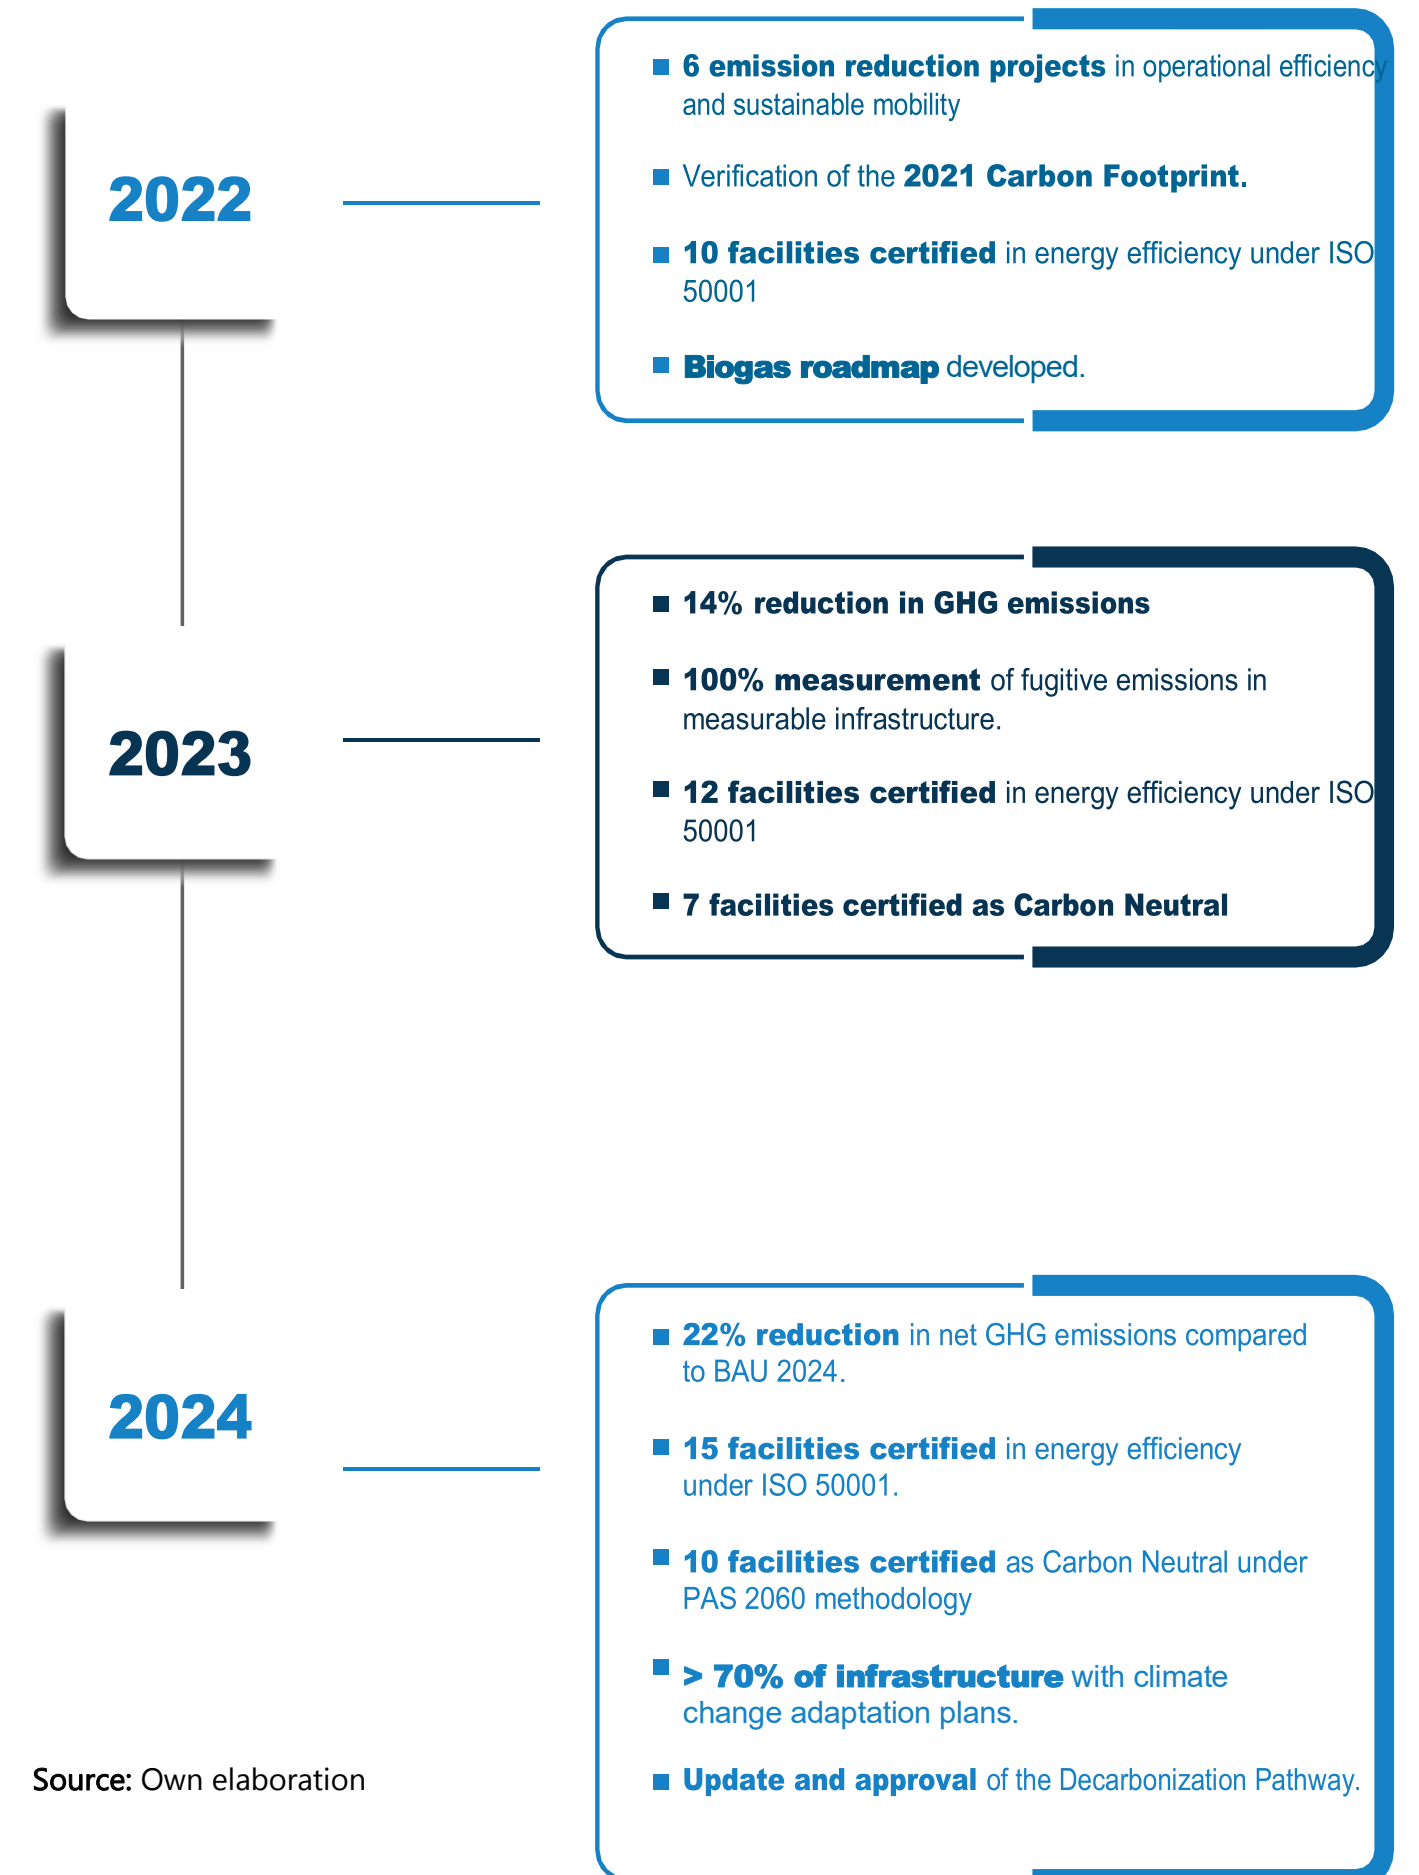 2022
6 emission reduction projects in operational efficiency
and sustainable mobility
Verification of the 2021 Carbon Footprint.
10 facilities certified in energy efficiency under ISO
50001
Biogas roadmap developed.
2023
14% reduction in GHG emissions
100% measurement of fugitive emissions in
measurable infrastructure.
12 facilities certified in energy efficiency under ISO
50001
7 facilities certified as Carbon Neutral
2024
22% reduction in net GHG emissions compared
to BAU 2024.
15 facilities certified in energy efficiency
under ISO 50001.
10 facilities certified as Carbon Neutral under
PAS 2060 methodology
> 70% of infrastructure with climate
change adaptation plans.
Update and approval of the Decarbonization Pathway.
Source: Own elaboration